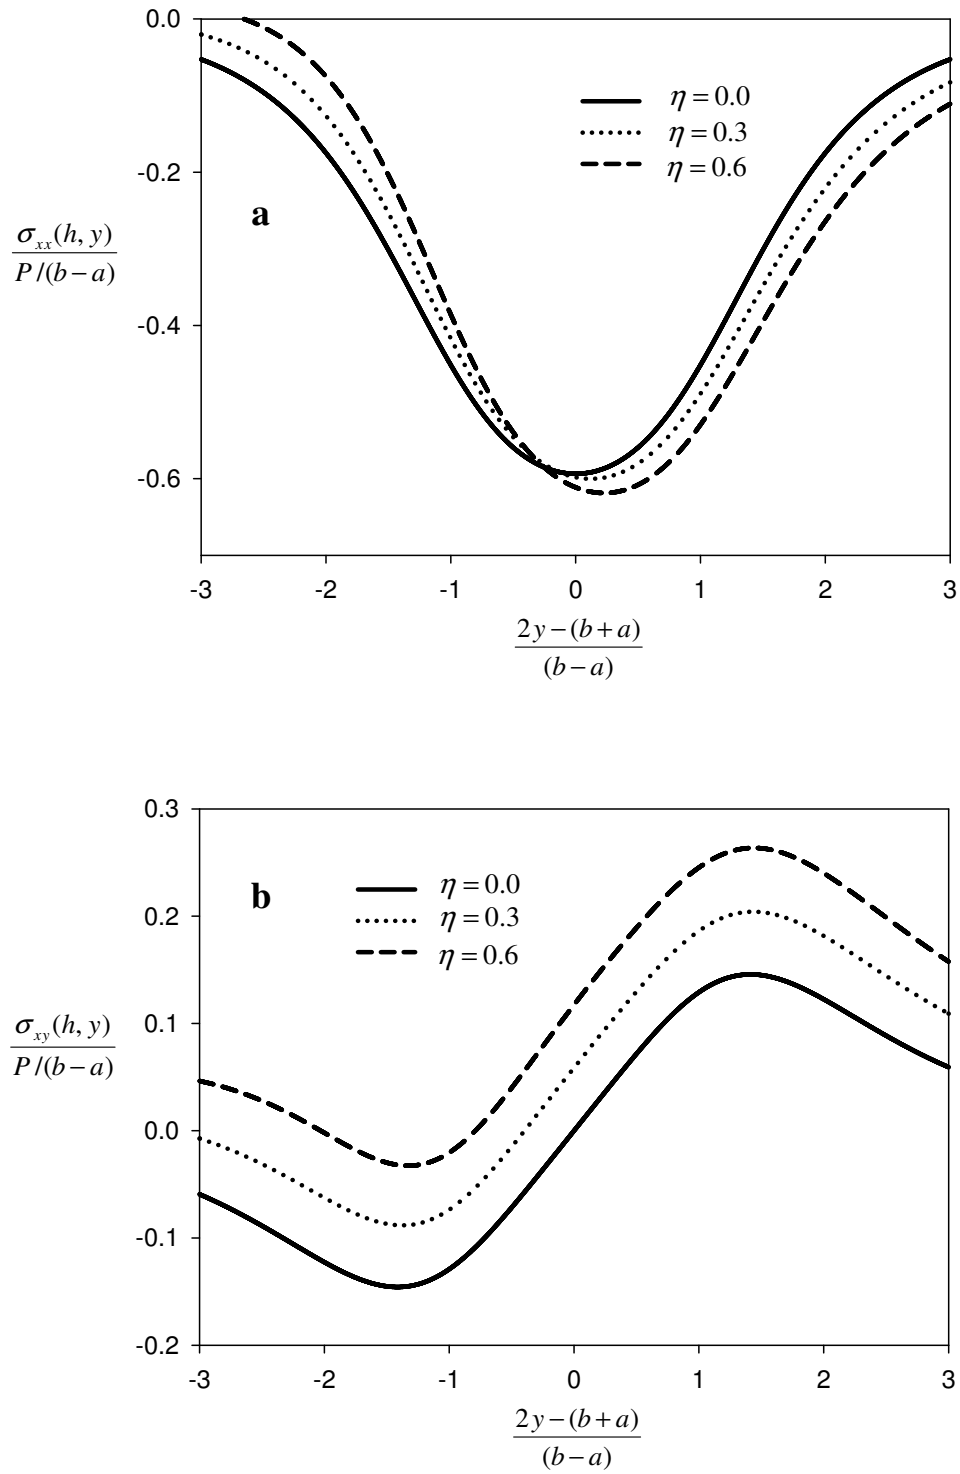 0.0
η = 0.0
η = 0.3
η = 0.6
-0.2
a
σxx(h, y)
P/(b−a)
-0.4
-0.6
-3 -2 -1 0 1 2 3
2y−(b+a)
(b−a)
0.3
b
η = 0.0
η = 0.3
η = 0.6
0.2
σxy(h, y)
P/(b−a)
0.1
0.0
-0.1
-0.2
-3 -2 -1 0 1 2 3
2y−(b+a)
(b−a)